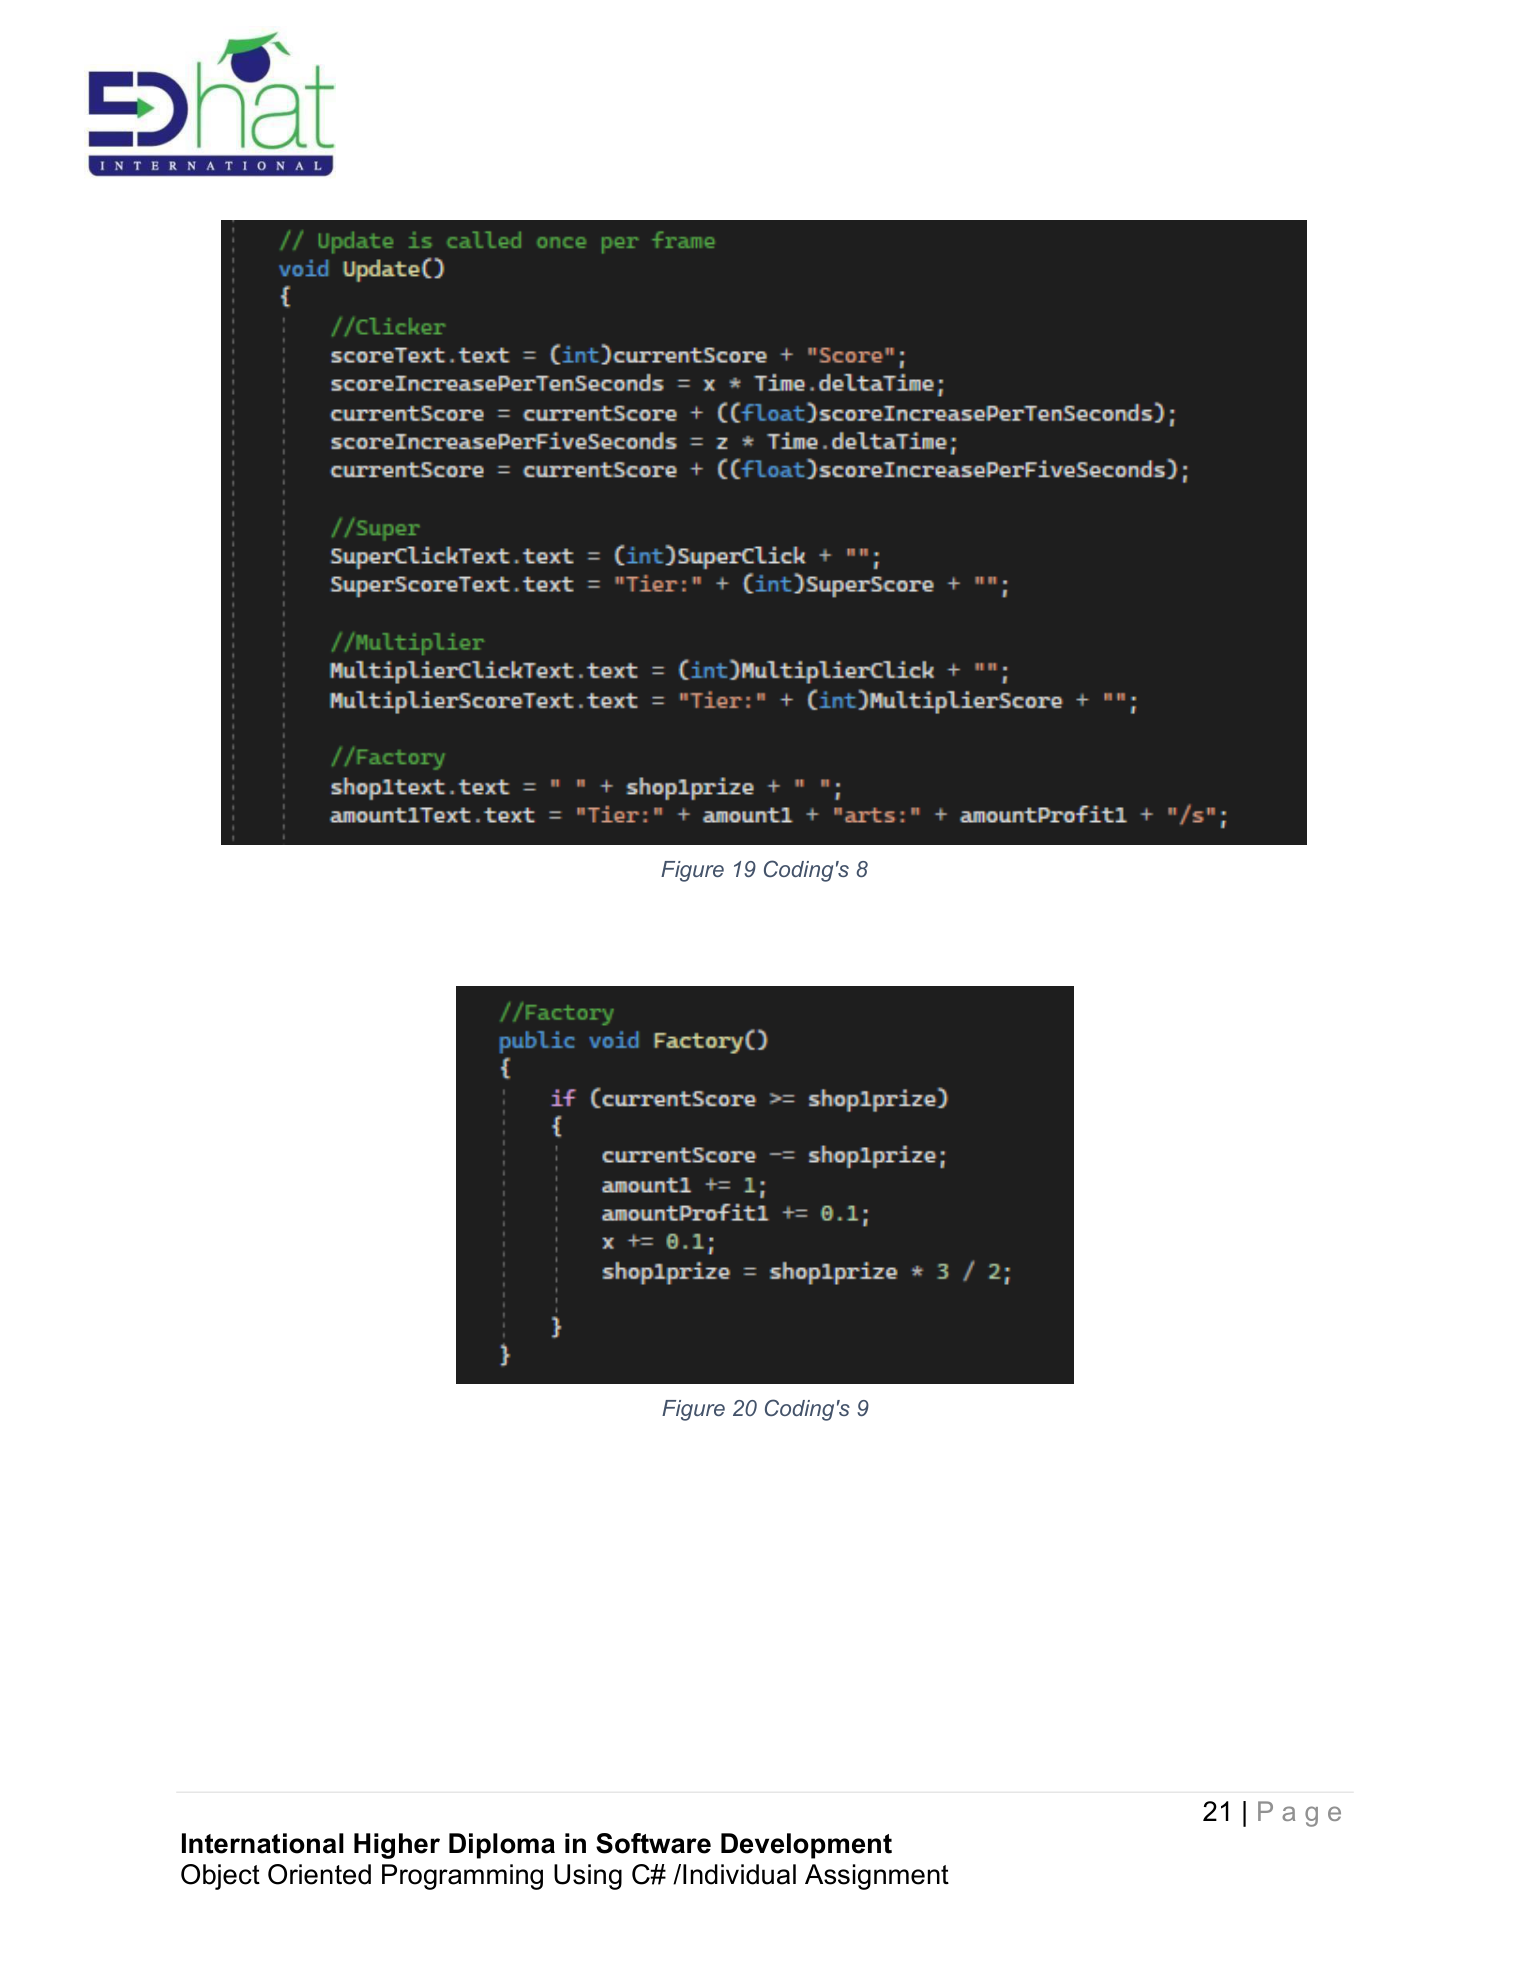 EDhat
INTERNATIONAL
// Update is called once per frame
void Update()
{
//Clicker
scoreText.text = (int)currentScore + "Score";
scoreIncreasePerTenSeconds = x * Time.deltaTime;
currentScore = currentScore + ((float)scoreIncreasePerTenSeconds);
scoreIncreasePerFiveSeconds = z * Time.deltaTime;
currentScore = currentScore + ((float)scoreIncreasePerFiveSeconds);
//Super
SuperClickText.text = (int)SuperClick + "";
SuperScoreText.text = "Tier:" + (int)SuperScore + "";
//Multiplier
MultiplierClickText.text = (int)MultiplierClick + "";
MultiplierScoreText.text = "Tier:" + (int)MultiplierScore + "";
//Factory
shop1text.text = " " + shop1prize + " ";
amount1Text.text = "Tier:" + amount1 + "arts:" + amountProfit1 + "/s";
Figure 19 Coding's 8
//Factory
public void Factory()
{
if (currentScore >= shop1prize)
{
currentScore -= shop1prize;
amount1 += 1;
amountProfit1 += 0.1;
x += 0.1;
shop1prize = shop1prize * 3 / 2;
}
}
Figure 20 Coding's 9
21 | Page
International Higher Diploma in Software Development
Object Oriented Programming Using C# /Individual Assignment